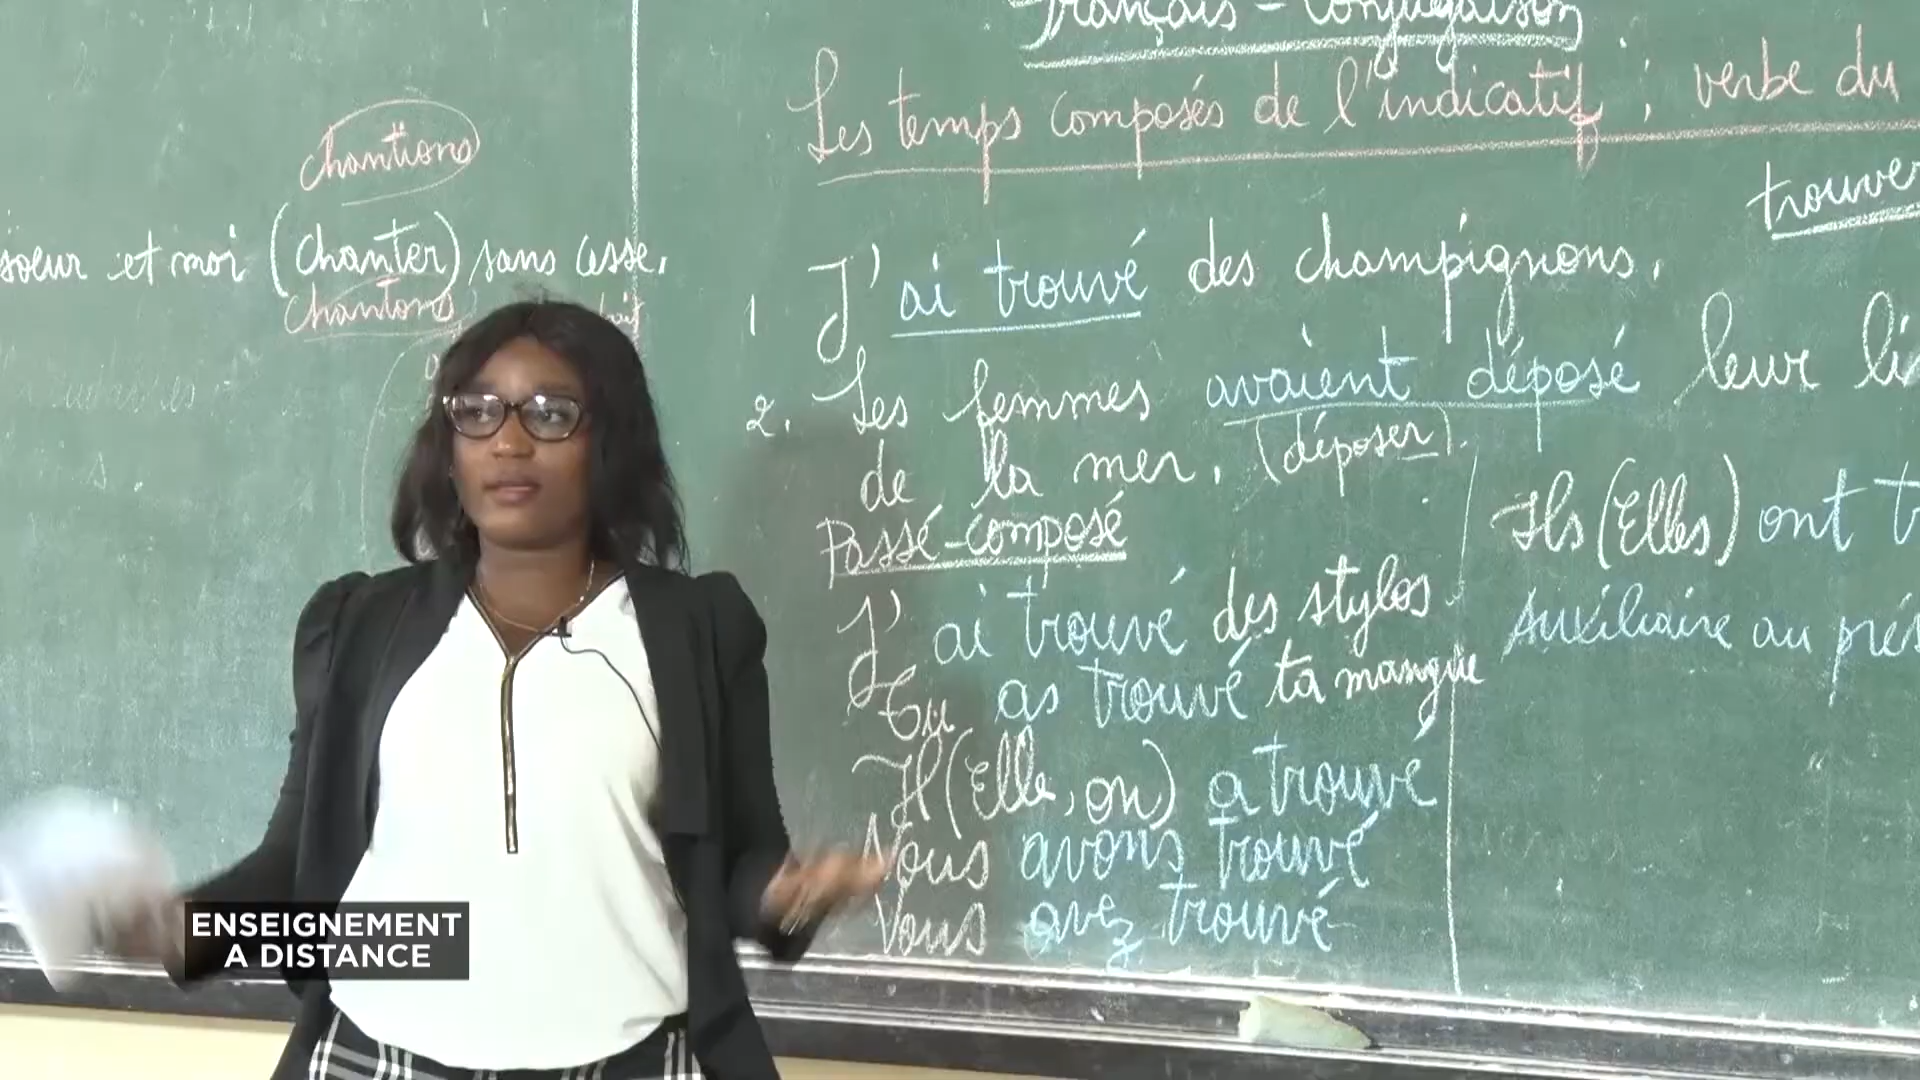 Français - Conjugaison
Les temps composés de l'indicatif ; verbe du
trouver
chantions
soeur et moi (chanter) sans cesse.
chantons
1 J'ai trouvé des champignons.
2. Les femmes avaient déposé leur
de la mer. (déposer).
Passé-composé
J'ai trouvé des stylos
Tu as trouvé ta mangue
Il (Elle, on) a trouvé
Nous avons trouvé
Vous avez trouvé
Ils (Elles) ont
Auxiliaire au
ENSEIGNEMENT
A DISTANCE